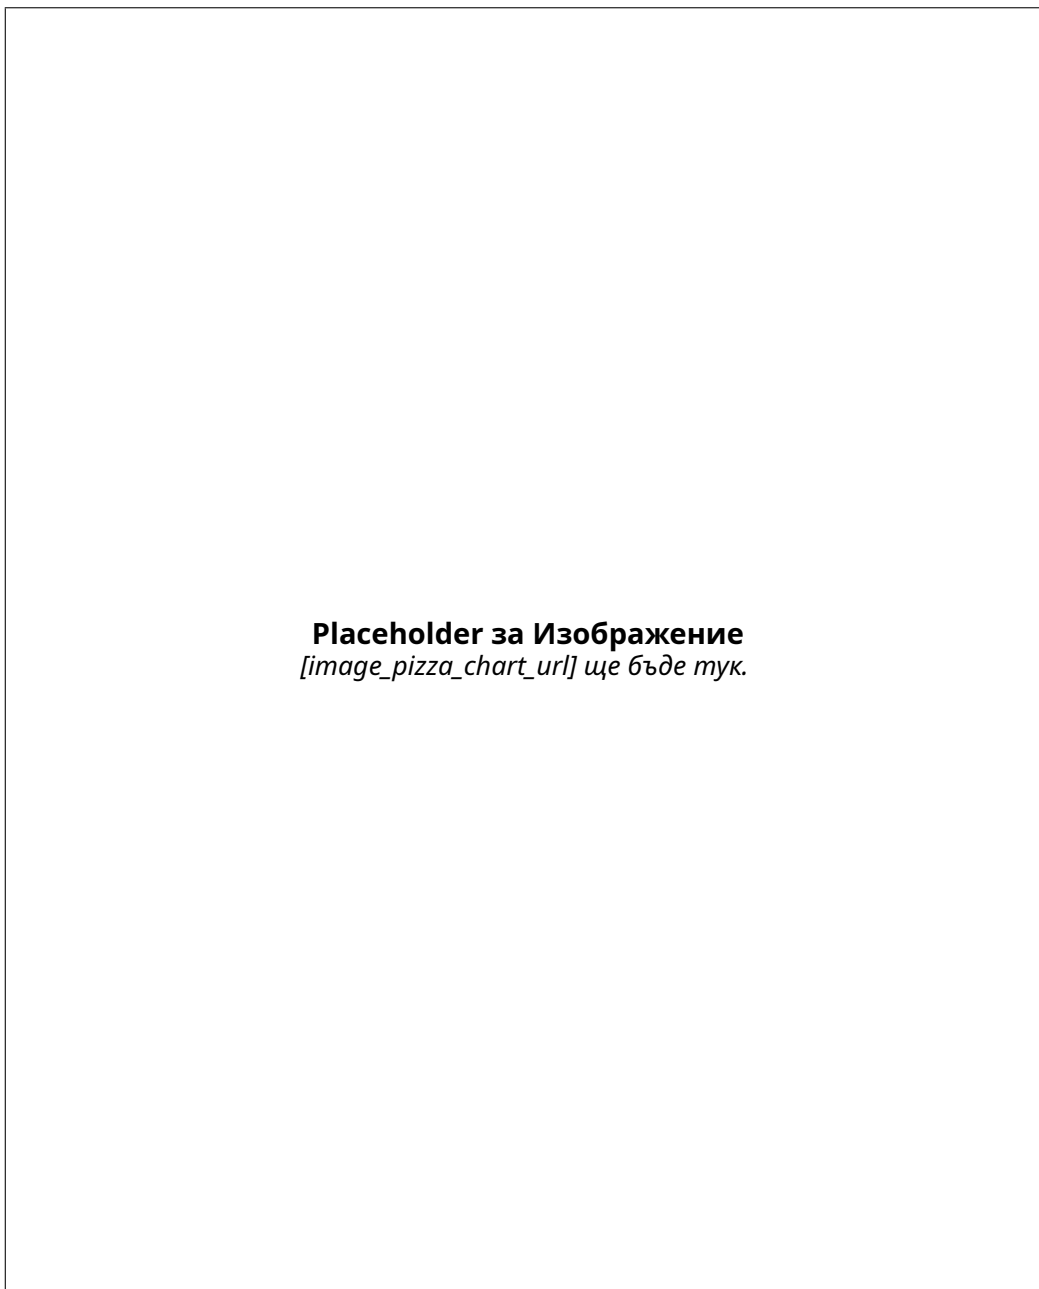 Placeholder за Изображение
[image_pizza_chart_url] ще бъде тук.